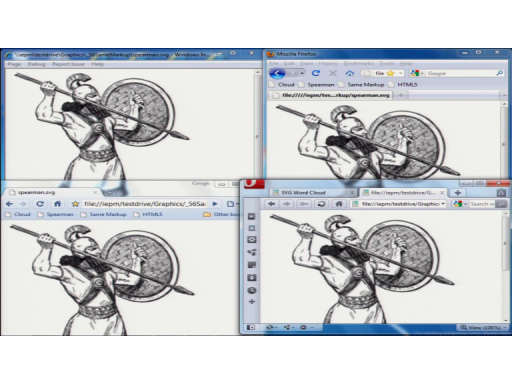 \\iepm\testdrive\Graphics\_56SameMarkup\spearman.svg - Windows In...
Page Debug Report Issue Help
Mozilla Firefox
File Edit View History Bookmarks Tools Help
file
Google
Cloud Spearman Same Markup HTML5
file://///iepm/tes...rkup/spearman.svg
Google
spearman.svg
file://iepm/testdrive/Graphics/_56Sa
Cloud Spearman Same Markup HTML5 Other boo
SVG Word Cloud
file://iepm/testdrive/G...
file://iepm/testdrive/Graphic
Search w
View (100%)